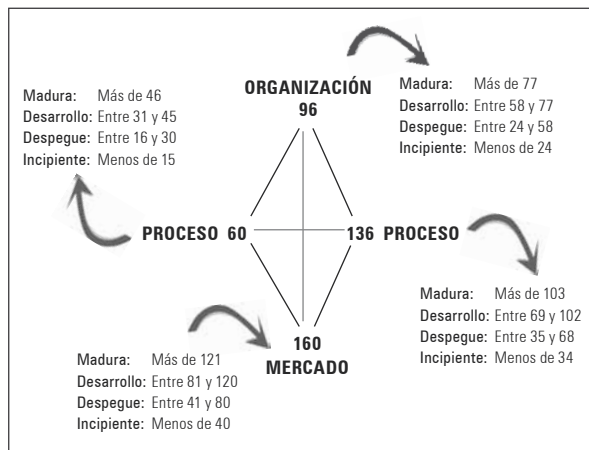 ORGANIZACIÓN
96
Madura: Más de 46
Desarrollo: Entre 31 y 45
Despegue: Entre 16 y 30
Incipiente: Menos de 15
Madura: Más de 77
Desarrollo: Entre 58 y 77
Despegue: Entre 24 y 58
Incipiente: Menos de 24
PROCESO 60
136 PROCESO
Madura: Más de 103
Desarrollo: Entre 69 y 102
Despegue: Entre 35 y 68
Incipiente: Menos de 34
160
MERCADO
Madura: Más de 121
Desarrollo: Entre 81 y 120
Despegue: Entre 41 y 80
Incipiente: Menos de 40